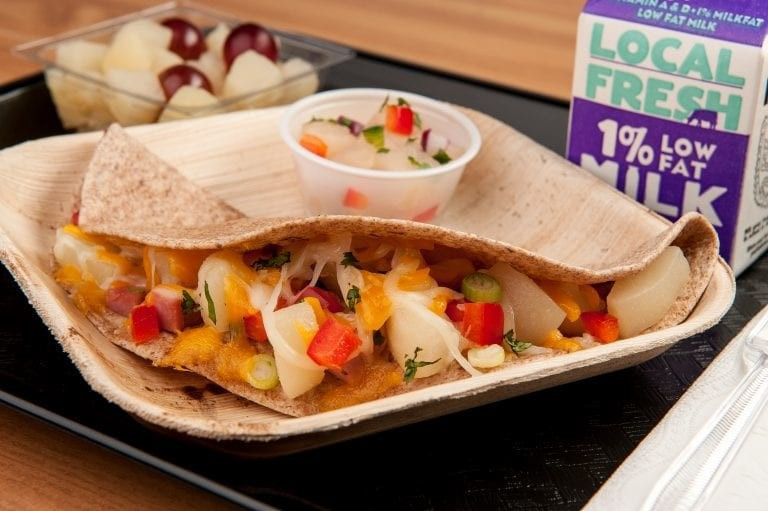 VITAMIN A & D • 1% MILKFAT
LOW FAT MILK
LOCAL
FRESH
1% LOW
FAT
MILK